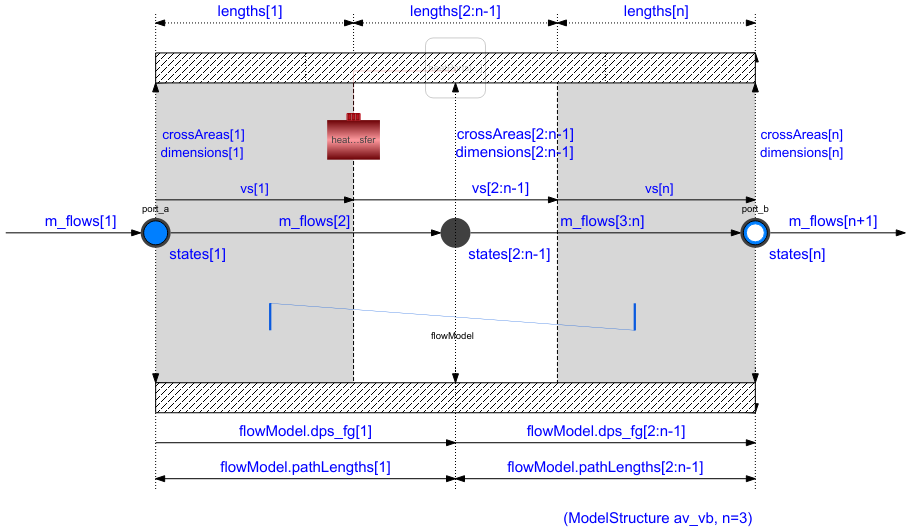 lengths[1] lengths[2:n-1] lengths[n]
crossAreas[1] crossAreas[2:n-1] crossAreas[n]
heat...sfer
dimensions[1] dimensions[2:n-1] dimensions[n]
vs[1] vs[2:n-1] vs[n]
port_a port_b
m_flows[1] m_flows[2] m_flows[3:n] m_flows[n+1]
states[1] states[2:n-1] states[n]
flowModel
flowModel.dps_fg[1] flowModel.dps_fg[2:n-1]
flowModel.pathLengths[1] flowModel.pathLengths[2:n-1]
(ModelStructure av_vb, n=3)